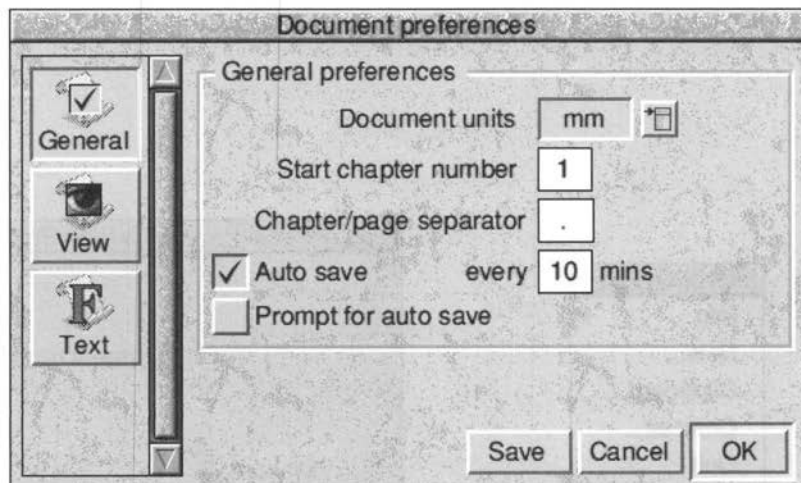 Document preferences
General
View
Text
General preferences
Document units mm
Start chapter number 1
Chapter/page separator .
Auto save every 10 mins
Prompt for auto save
Save Cancel OK